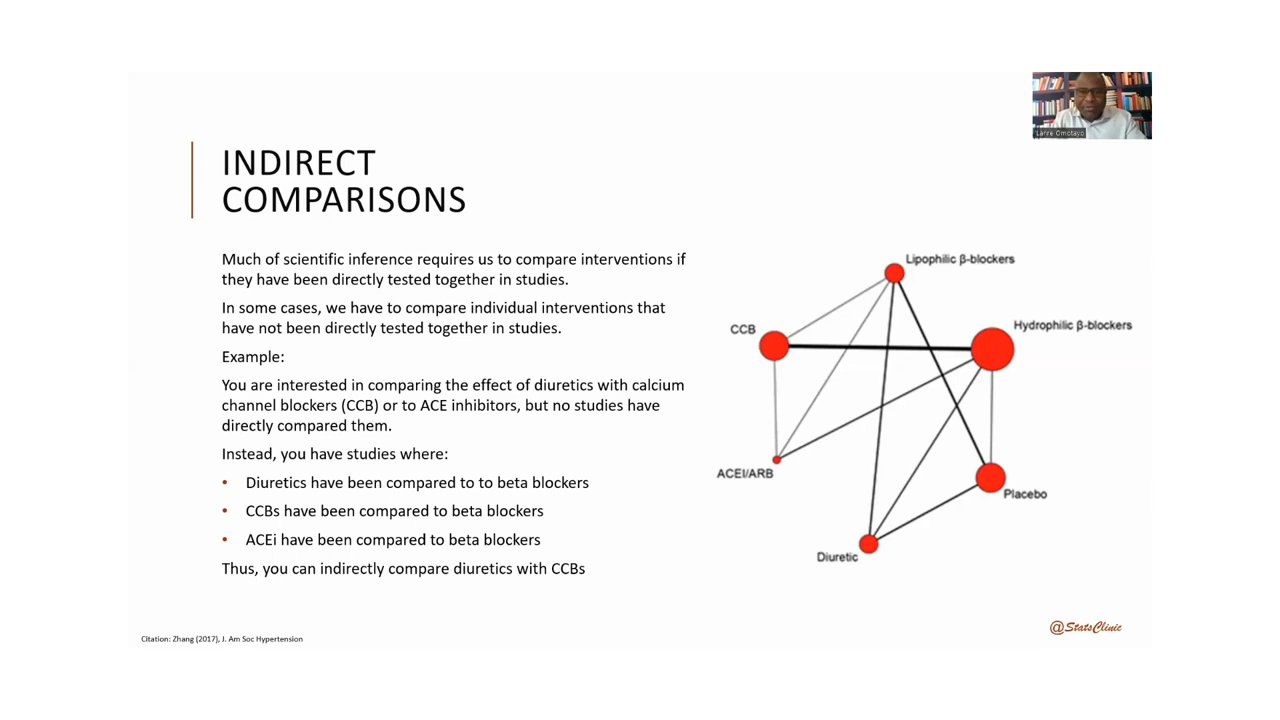 INDIRECT
COMPARISONS
Much of scientific inference requires us to compare interventions if
they have been directly tested together in studies.
In some cases, we have to compare individual interventions that
have not been directly tested together in studies.
Example:
You are interested in comparing the effect of diuretics with calcium
channel blockers (CCB) or to ACE inhibitors, but no studies have
directly compared them.
Instead, you have studies where:
• Diuretics have been compared to to beta blockers
• CCBs have been compared to beta blockers
• ACEi have been compared to beta blockers
Thus, you can indirectly compare diuretics with CCBs
Citation: Zhang (2017), J. Am Soc Hypertension
Lanre Omotayo
Lipophilic β-blockers
CCB
Hydrophilic β-blockers
ACEI/ARB
Placebo
Diuretic
@StatsClinic